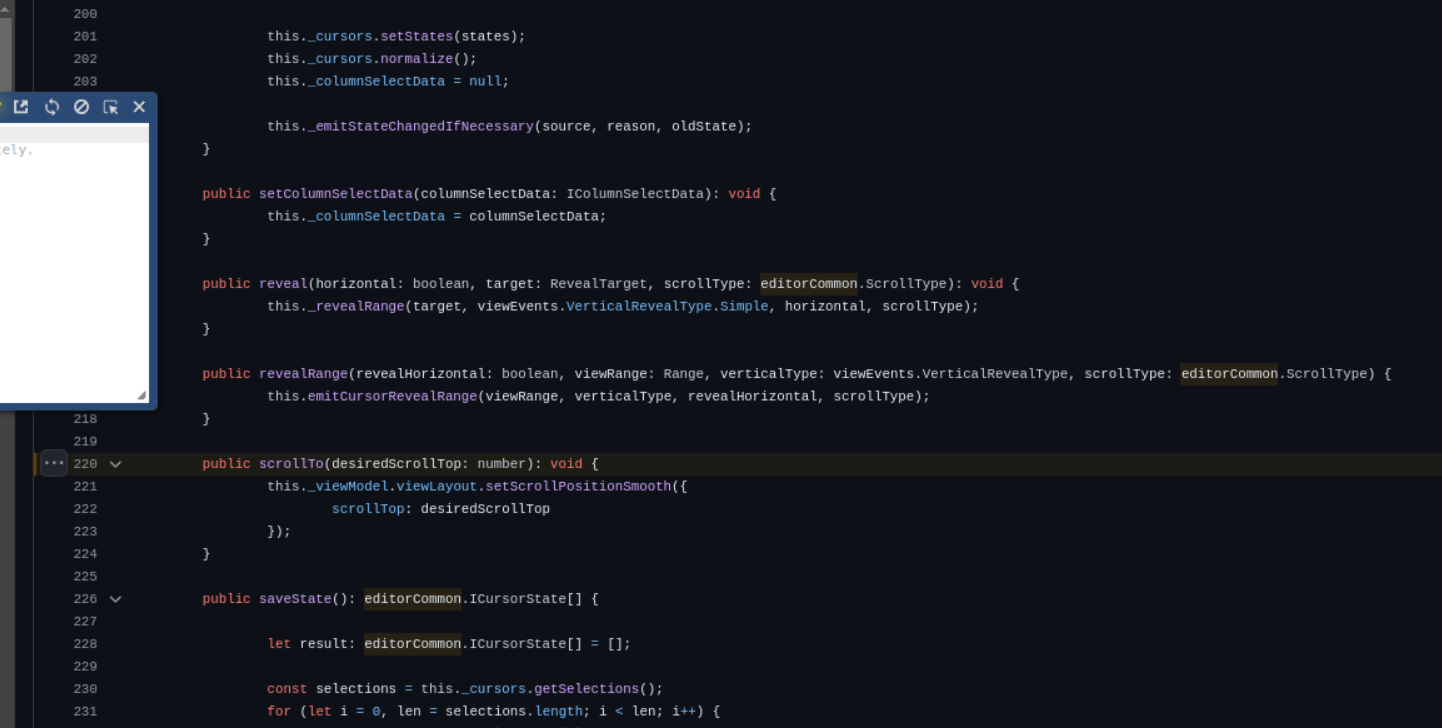 200
201 this._cursors.setStates(states);
202 this._cursors.normalize();
203 this._columnSelectData = null;
this._emitStateChangedIfNecessary(source, reason, oldState);
}
ely.
public setColumnSelectData(columnSelectData: IColumnSelectData): void {
this._columnSelectData = columnSelectData;
}
public reveal(horizontal: boolean, target: RevealTarget, scrollType: editorCommon.ScrollType): void {
this._revealRange(target, viewEvents.VerticalRevealType.Simple, horizontal, scrollType);
}
public revealRange(revealHorizontal: boolean, viewRange: Range, verticalType: viewEvents.VerticalRevealType, scrollType: editorCommon.ScrollType) {
this.emitCursorRevealRange(viewRange, verticalType, revealHorizontal, scrollType);
218 }
219
220 public scrollTo(desiredScrollTop: number): void {
221 this._viewModel.viewLayout.setScrollPositionSmooth({
222 scrollTop: desiredScrollTop
223 });
224 }
225
226 public saveState(): editorCommon.ICursorState[] {
227
228 let result: editorCommon.ICursorState[] = [];
229
230 const selections = this._cursors.getSelections();
231 for (let i = 0, len = selections.length; i < len; i++) {